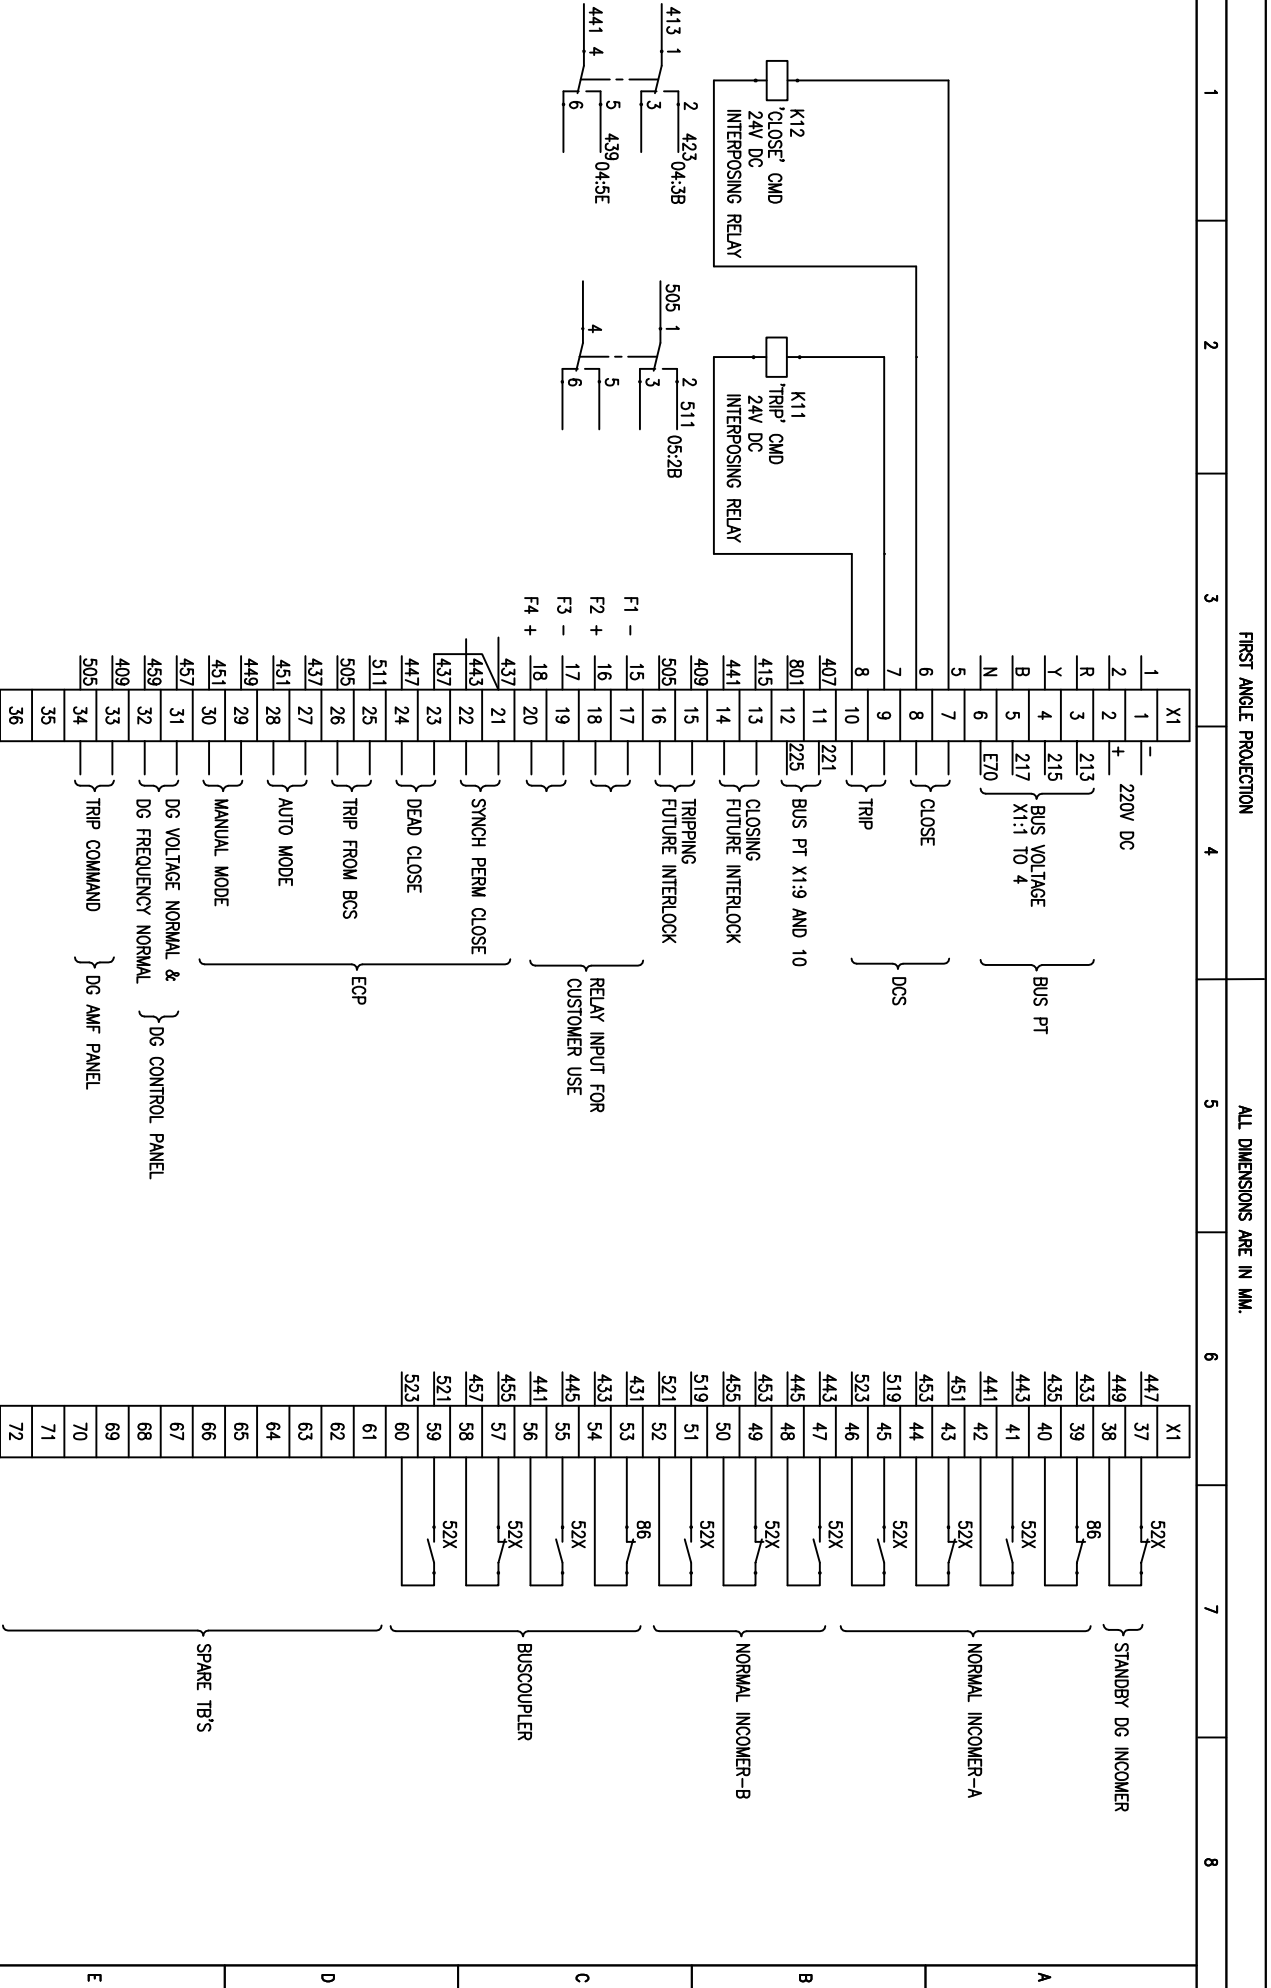 FIRST ANGLE PROJECTION
ALL DIMENSIONS ARE IN MM.
1
2
3
4
5
6
7
8
A
B
C
D
E
K12
'CLOSE' CMD
24V DC
INTERPOSING RELAY
413 1
2 423
3
04:3B
441 4
5 439
6
04:5E
K11
'TRIP' CMD
24V DC
INTERPOSING RELAY
505 1
2 511
3
05:2B
4
5
6
X1
1 1 -
2 2 +
220V DC
R 3 213
Y 4 215
B 5 217
N 6 E70
BUS VOLTAGE
X1:1 TO 4
BUS PT
5 7
6 8
CLOSE
7 9
8 10
TRIP
DCS
407 11 221
801 12 225
BUS PT X1:9 AND 10
415 13
441 14
CLOSING
FUTURE INTERLOCK
409 15
505 16
TRIPPING
FUTURE INTERLOCK
F1 - 15 17
F2 + 16 18
F3 - 17 19
F4 + 18 20
RELAY INPUT FOR
CUSTOMER USE
437 21
443 22
SYNCH PERM CLOSE
437 23
447 24
DEAD CLOSE
511 25
505 26
TRIP FROM BCS
437 27
451 28
AUTO MODE
449 29
451 30
MANUAL MODE
ECP
457 31
459 32
DG VOLTAGE NORMAL &
DG FREQUENCY NORMAL
DG CONTROL PANEL
409 33
505 34
TRIP COMMAND
DG AMF PANEL
35
36
X1
447 37
449 38
52X
STANDBY DG INCOMER
433 39
435 40
86
443 41
441 42
52X
451 43
453 44
52X
519 45
523 46
52X
NORMAL INCOMER-A
443 47
445 48
52X
453 49
455 50
52X
519 51
521 52
52X
NORMAL INCOMER-B
431 53
433 54
86
445 55
441 56
52X
455 57
457 58
52X
521 59
523 60
52X
BUSCOUPLER
61
62
63
64
65
66
67
68
69
70
71
72
SPARE TB'S